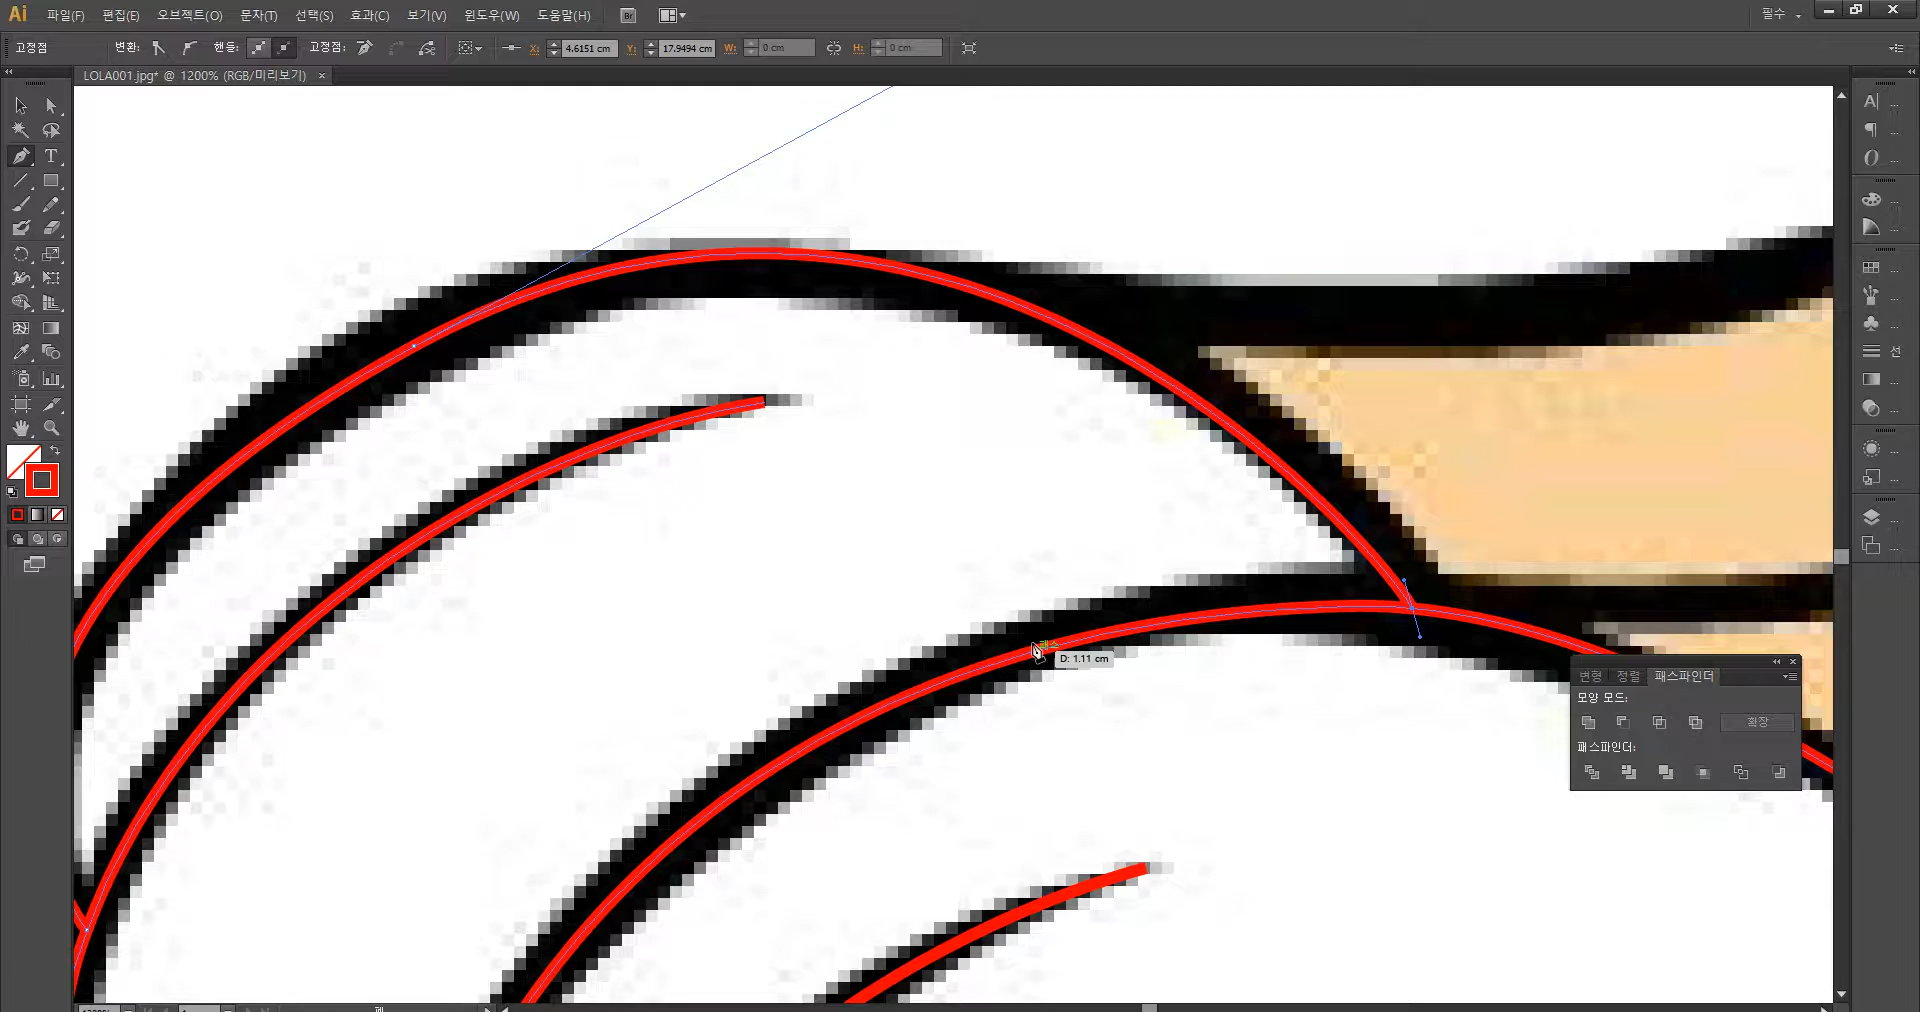 Ai 파일(F) 편집(E) 오브젝트(O) 문자(T) 선택(S) 효과(C) 보기(V) 윈도우(W) 도움말(H) Br 필수
고정점 변환: 핸들: 고정점: X: 4.6151 cm Y: 17.9494 cm W: 0 cm H: 0 cm
LOLA001.jpg* @ 1200% (RGB/미리보기)
선
패스
D: 1.11 cm
변형 정렬 패스파인더
모양 모드:
확장
패스파인더: